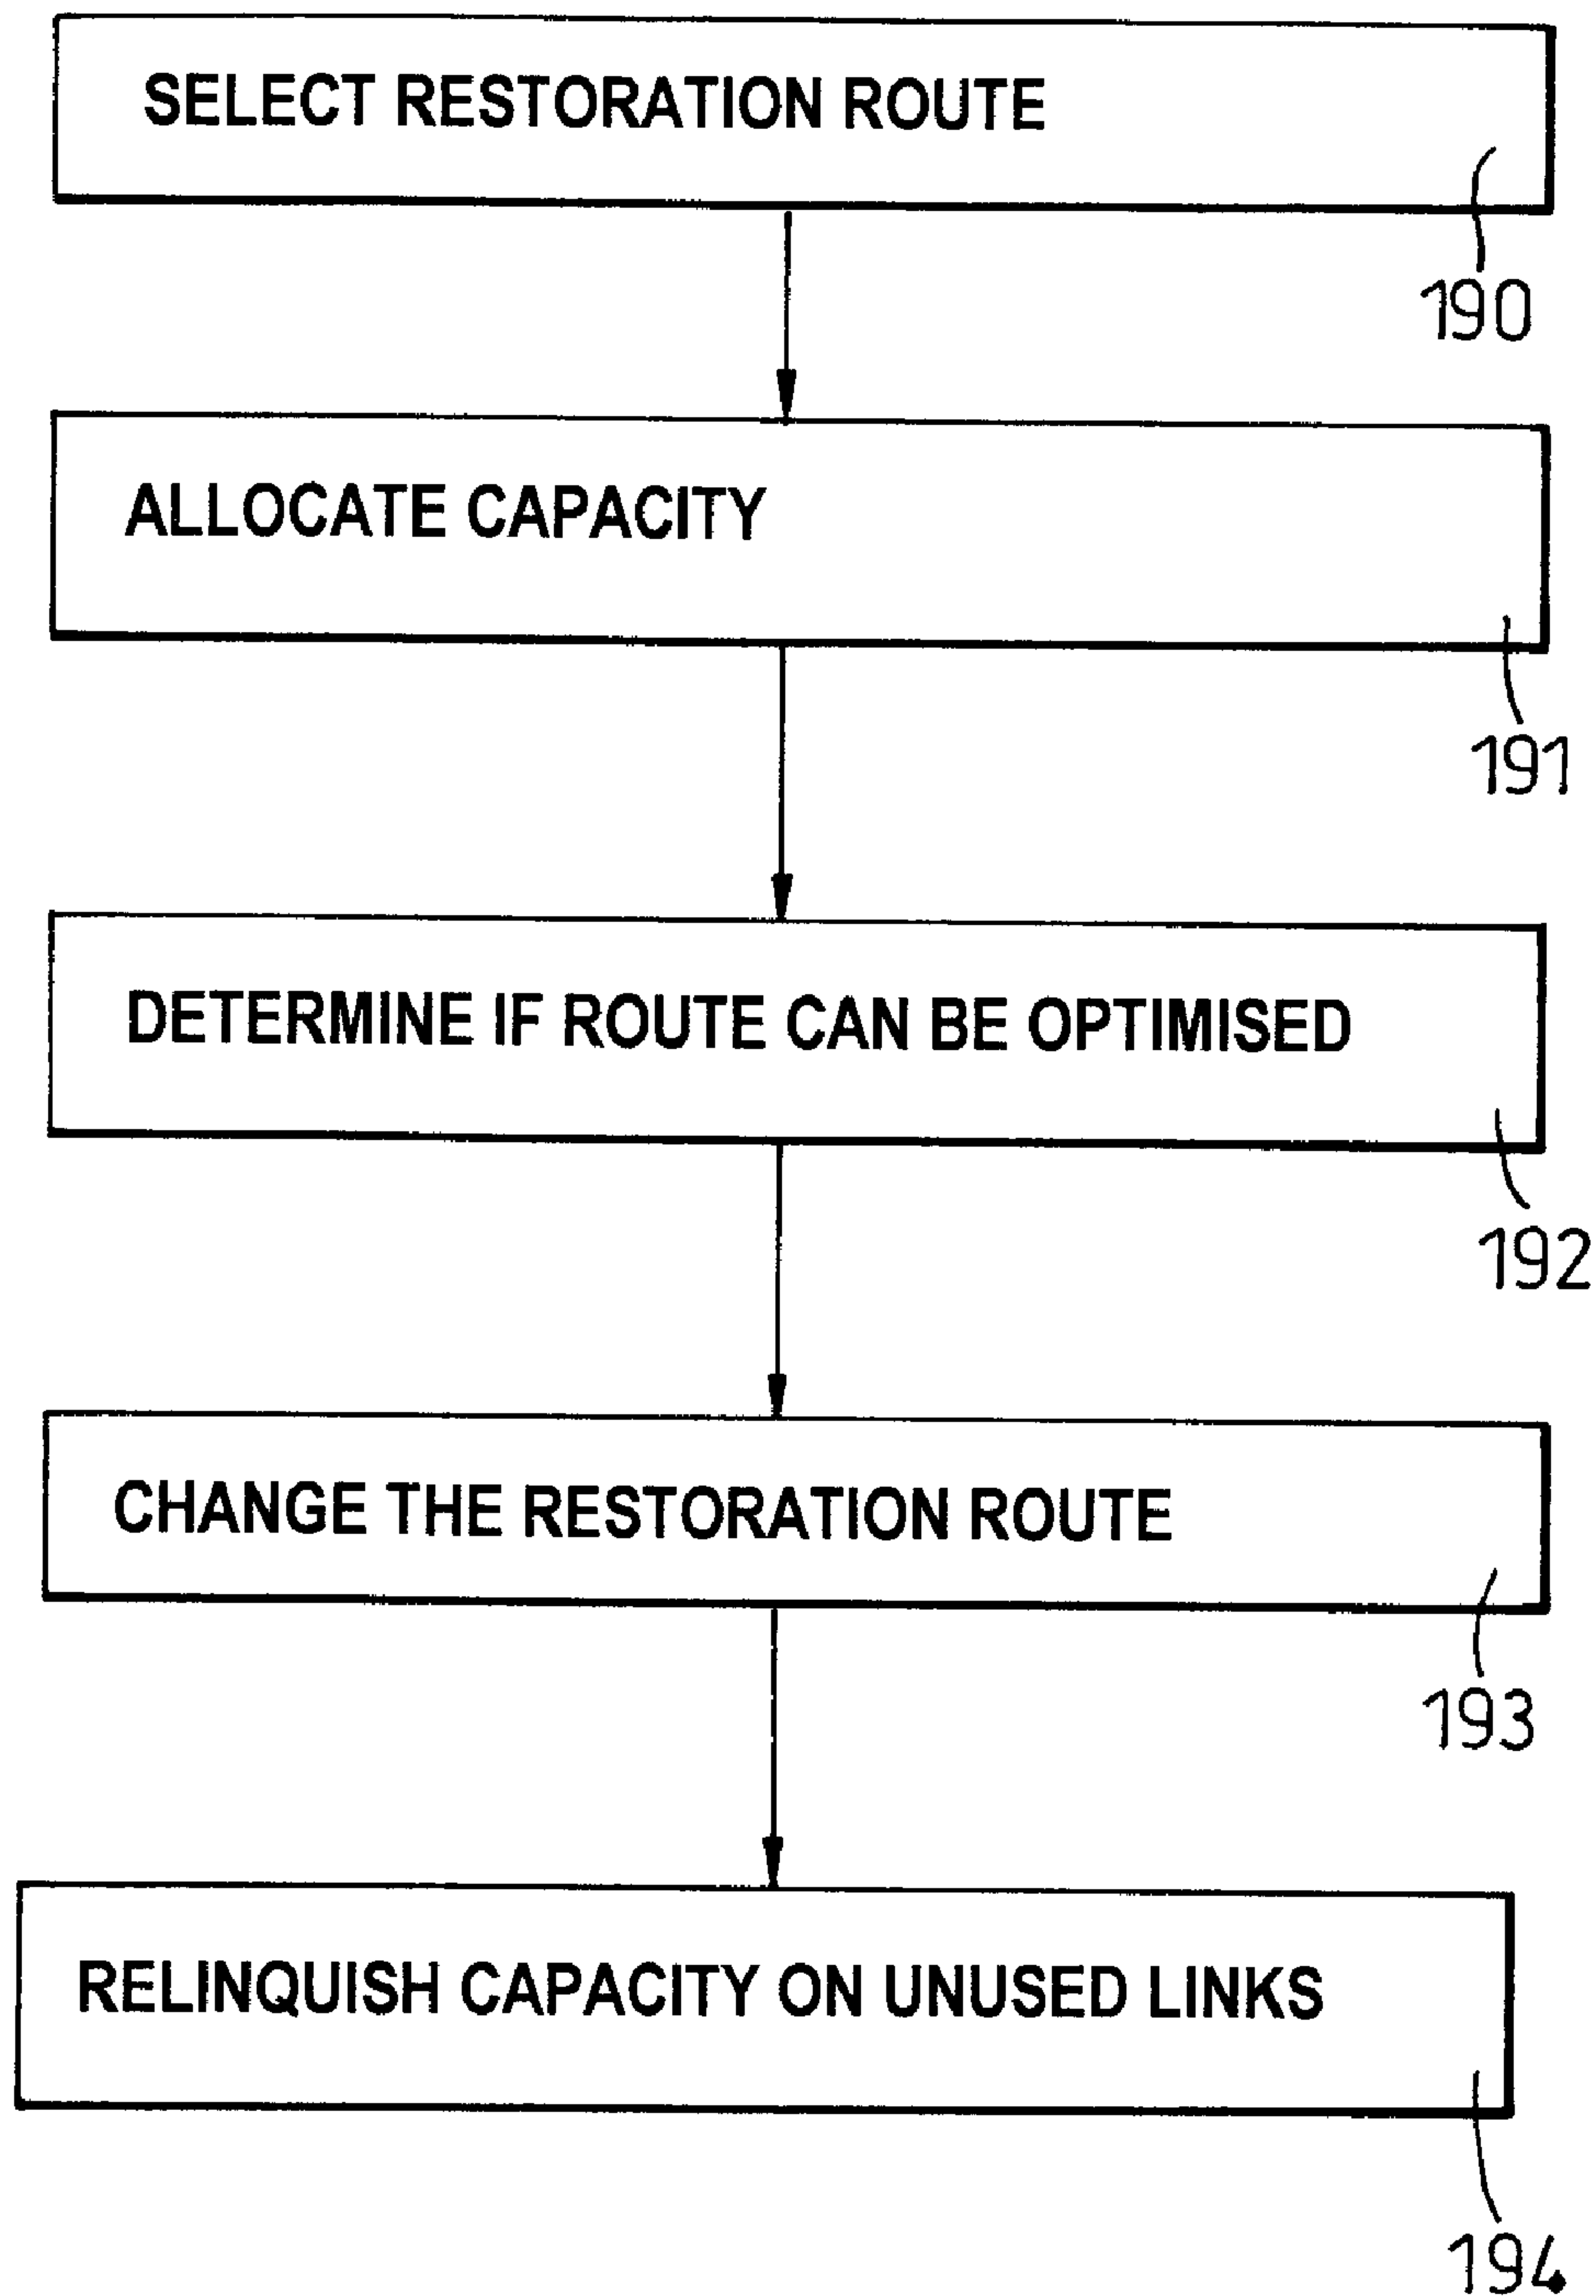 SELECT RESTORATION ROUTE
190
ALLOCATE CAPACITY
191
DETERMINE IF ROUTE CAN BE OPTIMISED
192
CHANGE THE RESTORATION ROUTE
193
RELINQUISH CAPACITY ON UNUSED LINKS
194